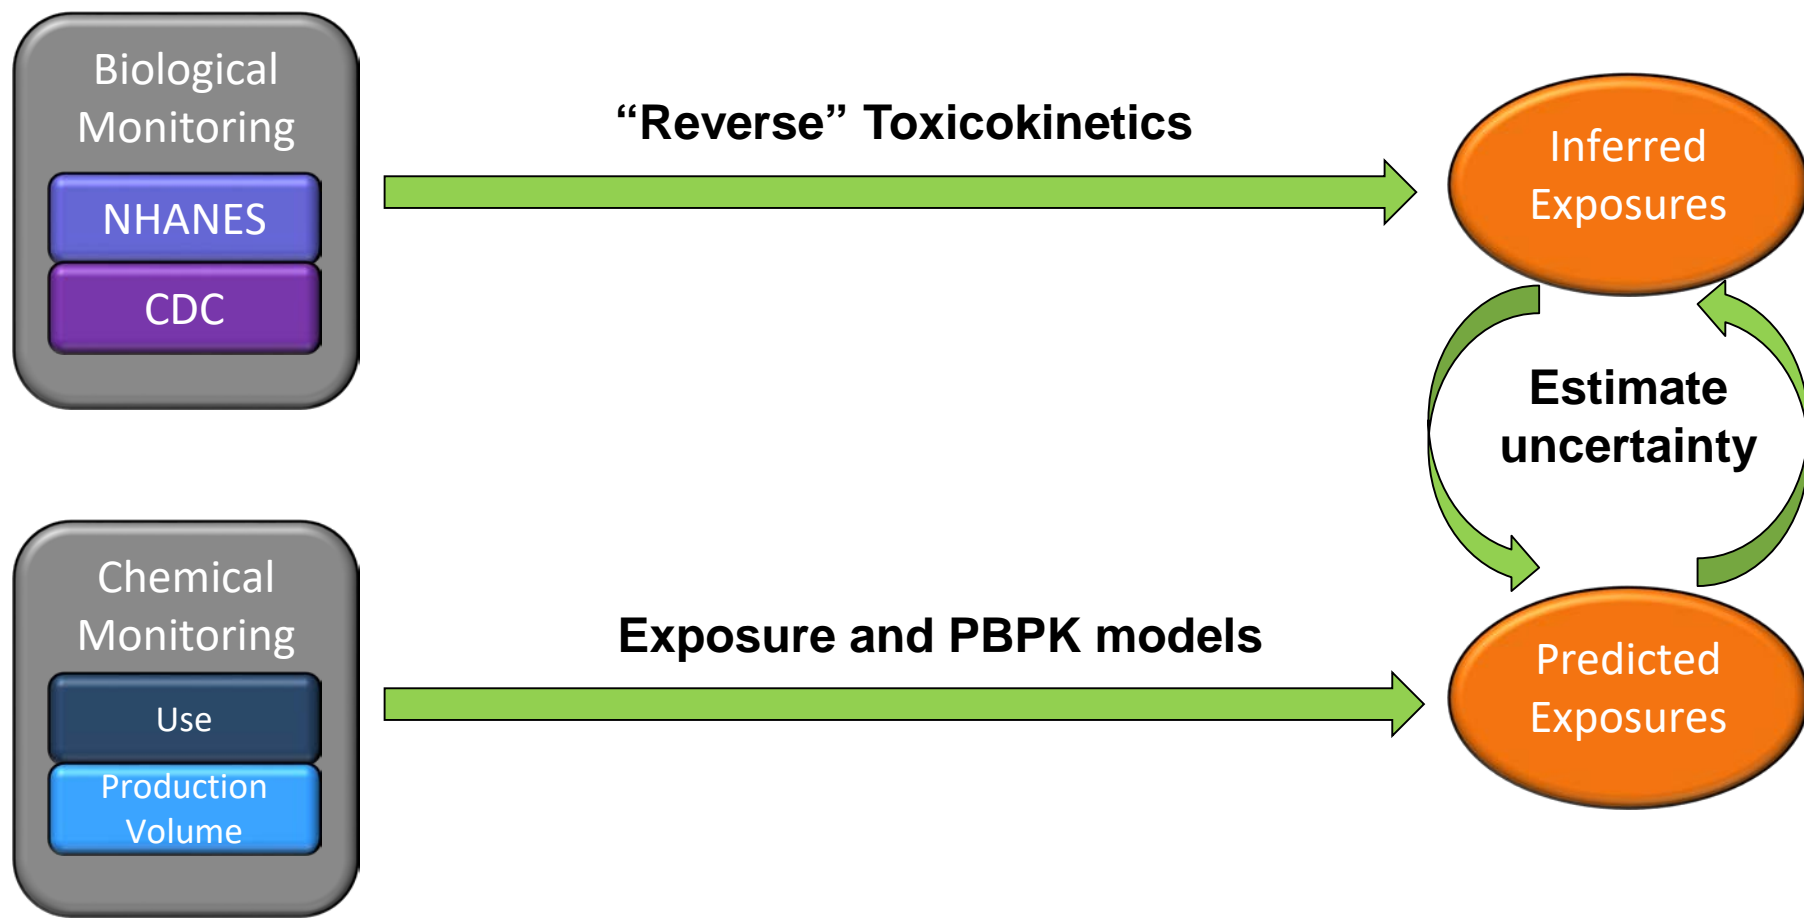 Biological
Monitoring
NHANES
CDC
“Reverse” Toxicokinetics
Inferred
Exposures
Estimate
uncertainty
Chemical
Monitoring
Use
Production
Volume
Exposure and PBPK models
Predicted
Exposures